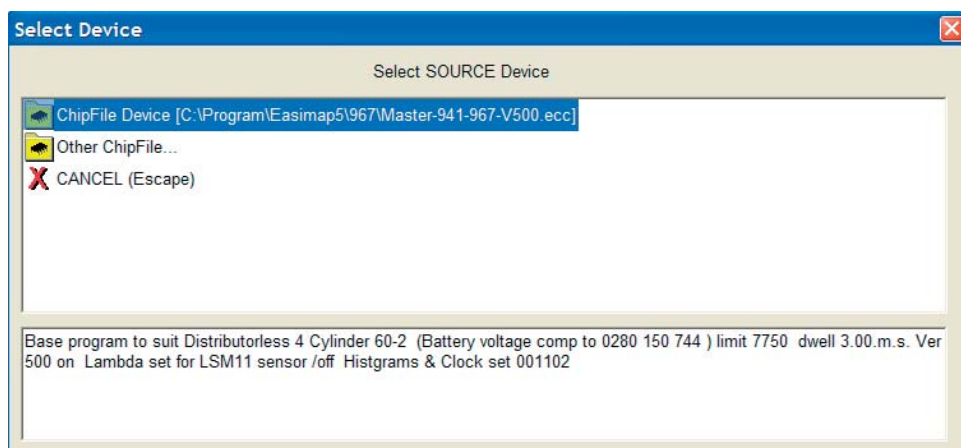 Select Device
Select SOURCE Device
ChipFile Device [C:\Program\Easimap5\967\Master-941-967-V500.ecc]
Other ChipFile...
CANCEL (Escape)
Base program to suit Distributorless 4 Cylinder 60-2  (Battery voltage comp to 0280 150 744 ) limit 7750  dwell 3.00.m.s. Ver
500 on  Lambda set for LSM11 sensor /off  Histgrams & Clock set 001102